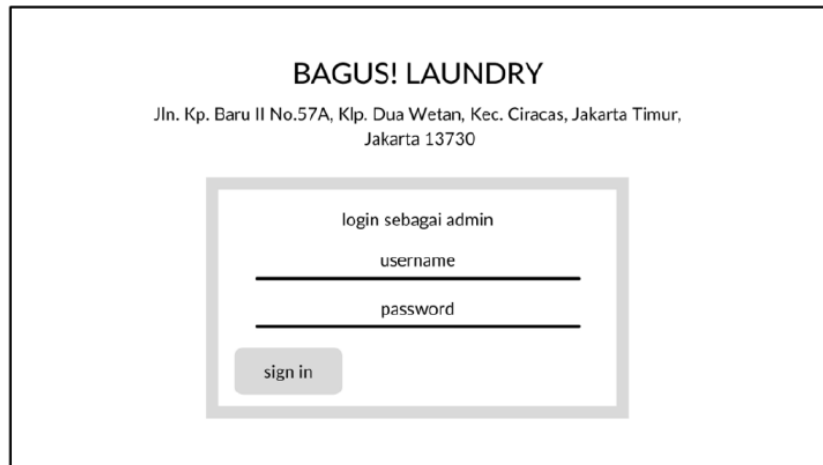 BAGUS! LAUNDRY
Jln. Kp. Baru II No.57A, Klp. Dua Wetan, Kec. Ciracas, Jakarta Timur,
Jakarta 13730
login sebagai admin
username
password
sign in